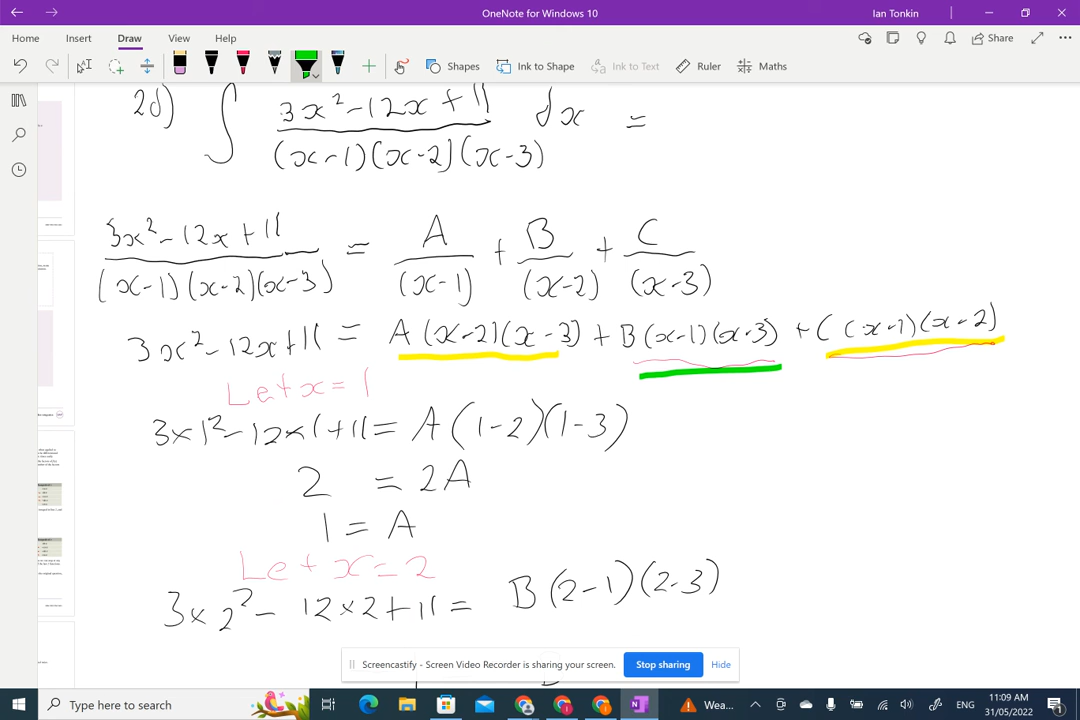 OneNote for Windows 10
Ian Tonkin
Home Insert Draw View Help
Share
Shapes Ink to Shape Ink to Text Ruler Maths
2d) ∫ 3x²-12x+11 / (x-1)(x-2)(x-3) dx =
3x²-12x+11 / (x-1)(x-2)(x-3) = A / (x-1) + B / (x-2) + C / (x-3)
3x²-12x+11 = A(x-2)(x-3) + B(x-1)(x-3) + C(x-1)(x-2)
Let x = 1
3×1²-12×1+11 = A(1-2)(1-3)
2 = 2A
1 = A
Let x = 2
3×2²-12×2+11 = B(2-1)(2-3)
Screencastify - Screen Video Recorder is sharing your screen. Stop sharing Hide
Type here to search
Wea...
ENG
11:09 AM
31/05/2022